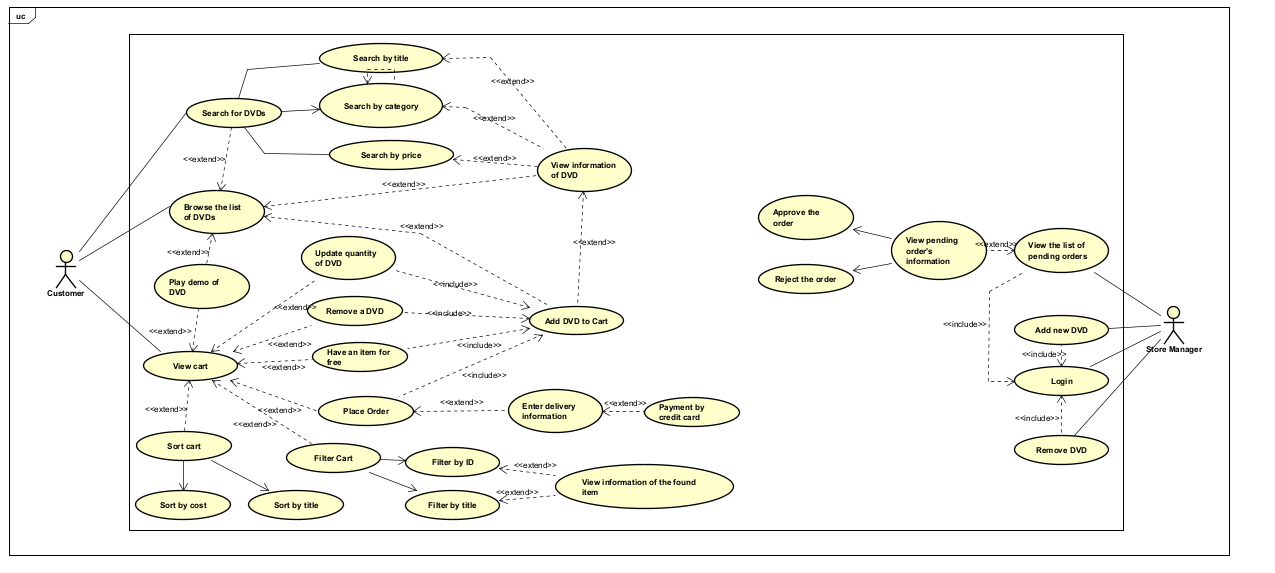 uc
Search by title
<<extend>>
Search for DVDs
Search by category
<<extend>>
Search by price
<<extend>>
<<extend>>
View information
of DVD
<<extend>>
Browse the list
of DVDs
<<extend>>
<<extend>>
Approve the
order
View pending
order's
information
<<extend>>
View the list of
pending orders
<<extend>>
Update quantity
of DVD
Play demo of
DVD
Customer
Reject the order
<<include>>
<<extend>>
Remove a DVD
<<include>>
Add DVD to Cart
<<include>>
Add new DVD
<<extend>>
<<extend>>
<<include>>
Have an item for
free
<<include>>
Store Manager
View cart
<<extend>>
<<include>>
Login
<<extend>>
<<extend>>
Place Order
<<extend>>
Enter delivery
information
<<extend>>
Payment by
credit card
<<include>>
<<extend>>
Sort cart
Filter Cart
Filter by ID
<<extend>>
Remove DVD
View information of the found
item
<<extend>>
Sort by cost
Sort by title
Filter by title